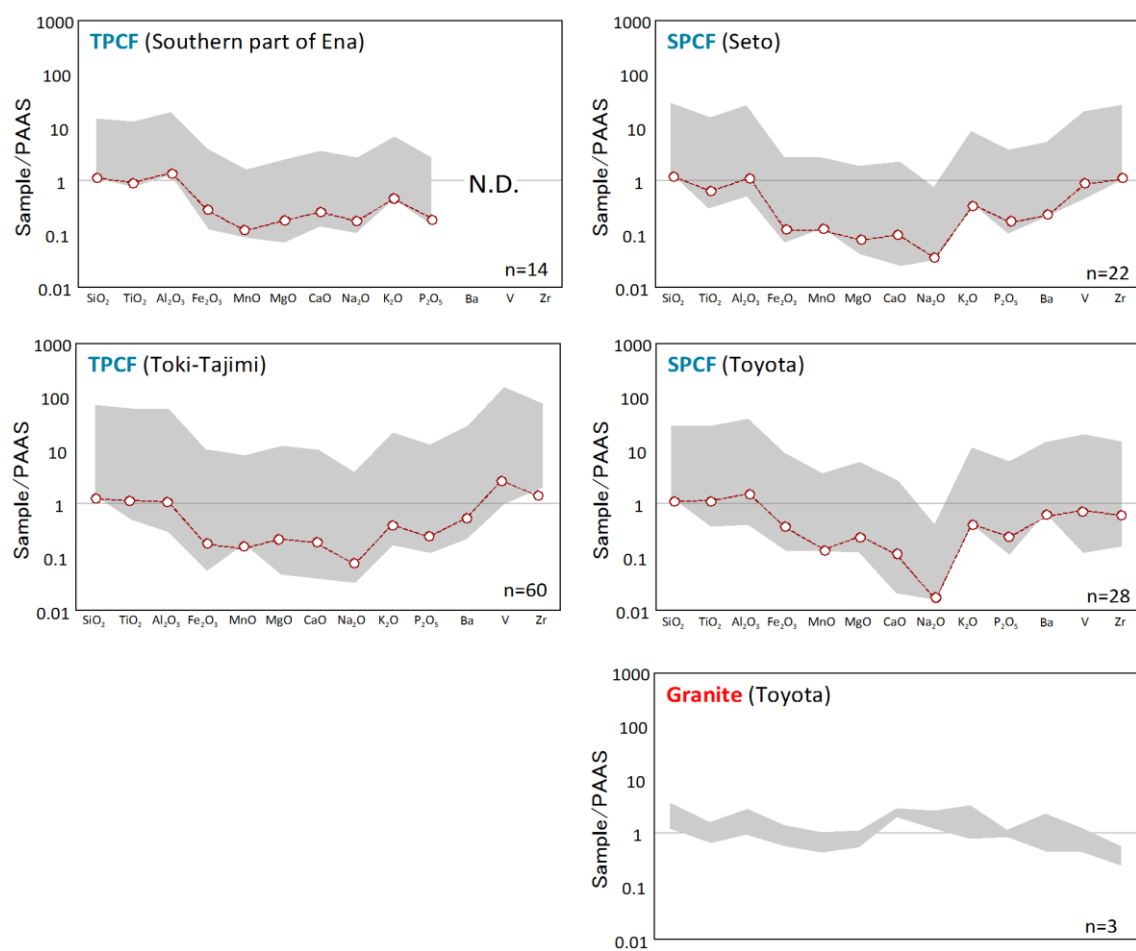 TPCF (Southern part of Ena)
Sample/PAAS
1000
100
10
1
0.1
0.01
N.D.
n=14
SiO₂ TiO₂ Al₂O₃ Fe₂O₃ MnO MgO CaO Na₂O K₂O P₂O₅ Ba V Zr
SPCF (Seto)
Sample/PAAS
1000
100
10
1
0.1
0.01
n=22
SiO₂ TiO₂ Al₂O₃ Fe₂O₃ MnO MgO CaO Na₂O K₂O P₂O₅ Ba V Zr
TPCF (Toki-Tajimi)
Sample/PAAS
1000
100
10
1
0.1
0.01
n=60
SiO₂ TiO₂ Al₂O₃ Fe₂O₃ MnO MgO CaO Na₂O K₂O P₂O₅ Ba V Zr
SPCF (Toyota)
Sample/PAAS
1000
100
10
1
0.1
0.01
n=28
SiO₂ TiO₂ Al₂O₃ Fe₂O₃ MnO MgO CaO Na₂O K₂O P₂O₅ Ba V Zr
Granite (Toyota)
Sample/PAAS
1000
100
10
1
0.1
0.01
n=3